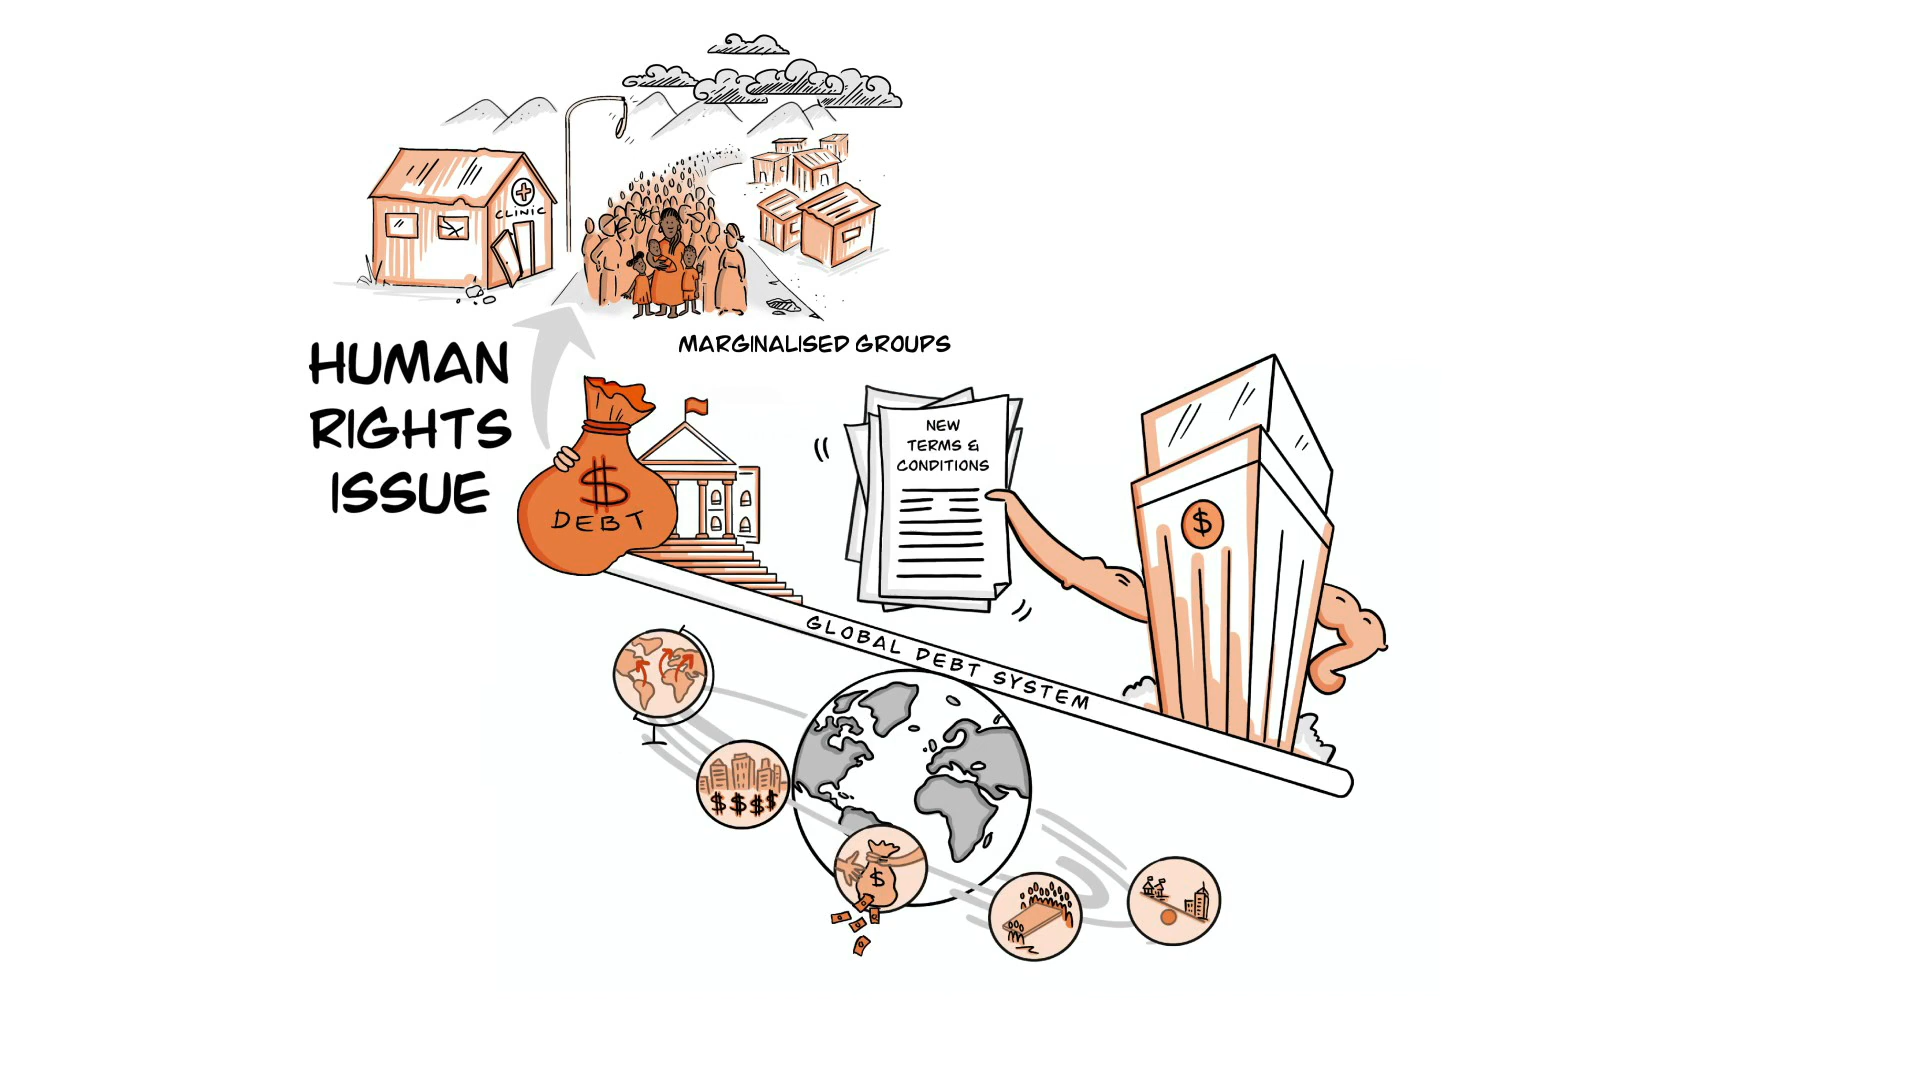 CLINIC
MARGINALISED GROUPS
HUMAN
RIGHTS
ISSUE
$
DEBT
NEW
TERMS &
CONDITIONS
$
GLOBAL DEBT SYSTEM
$$$$
$